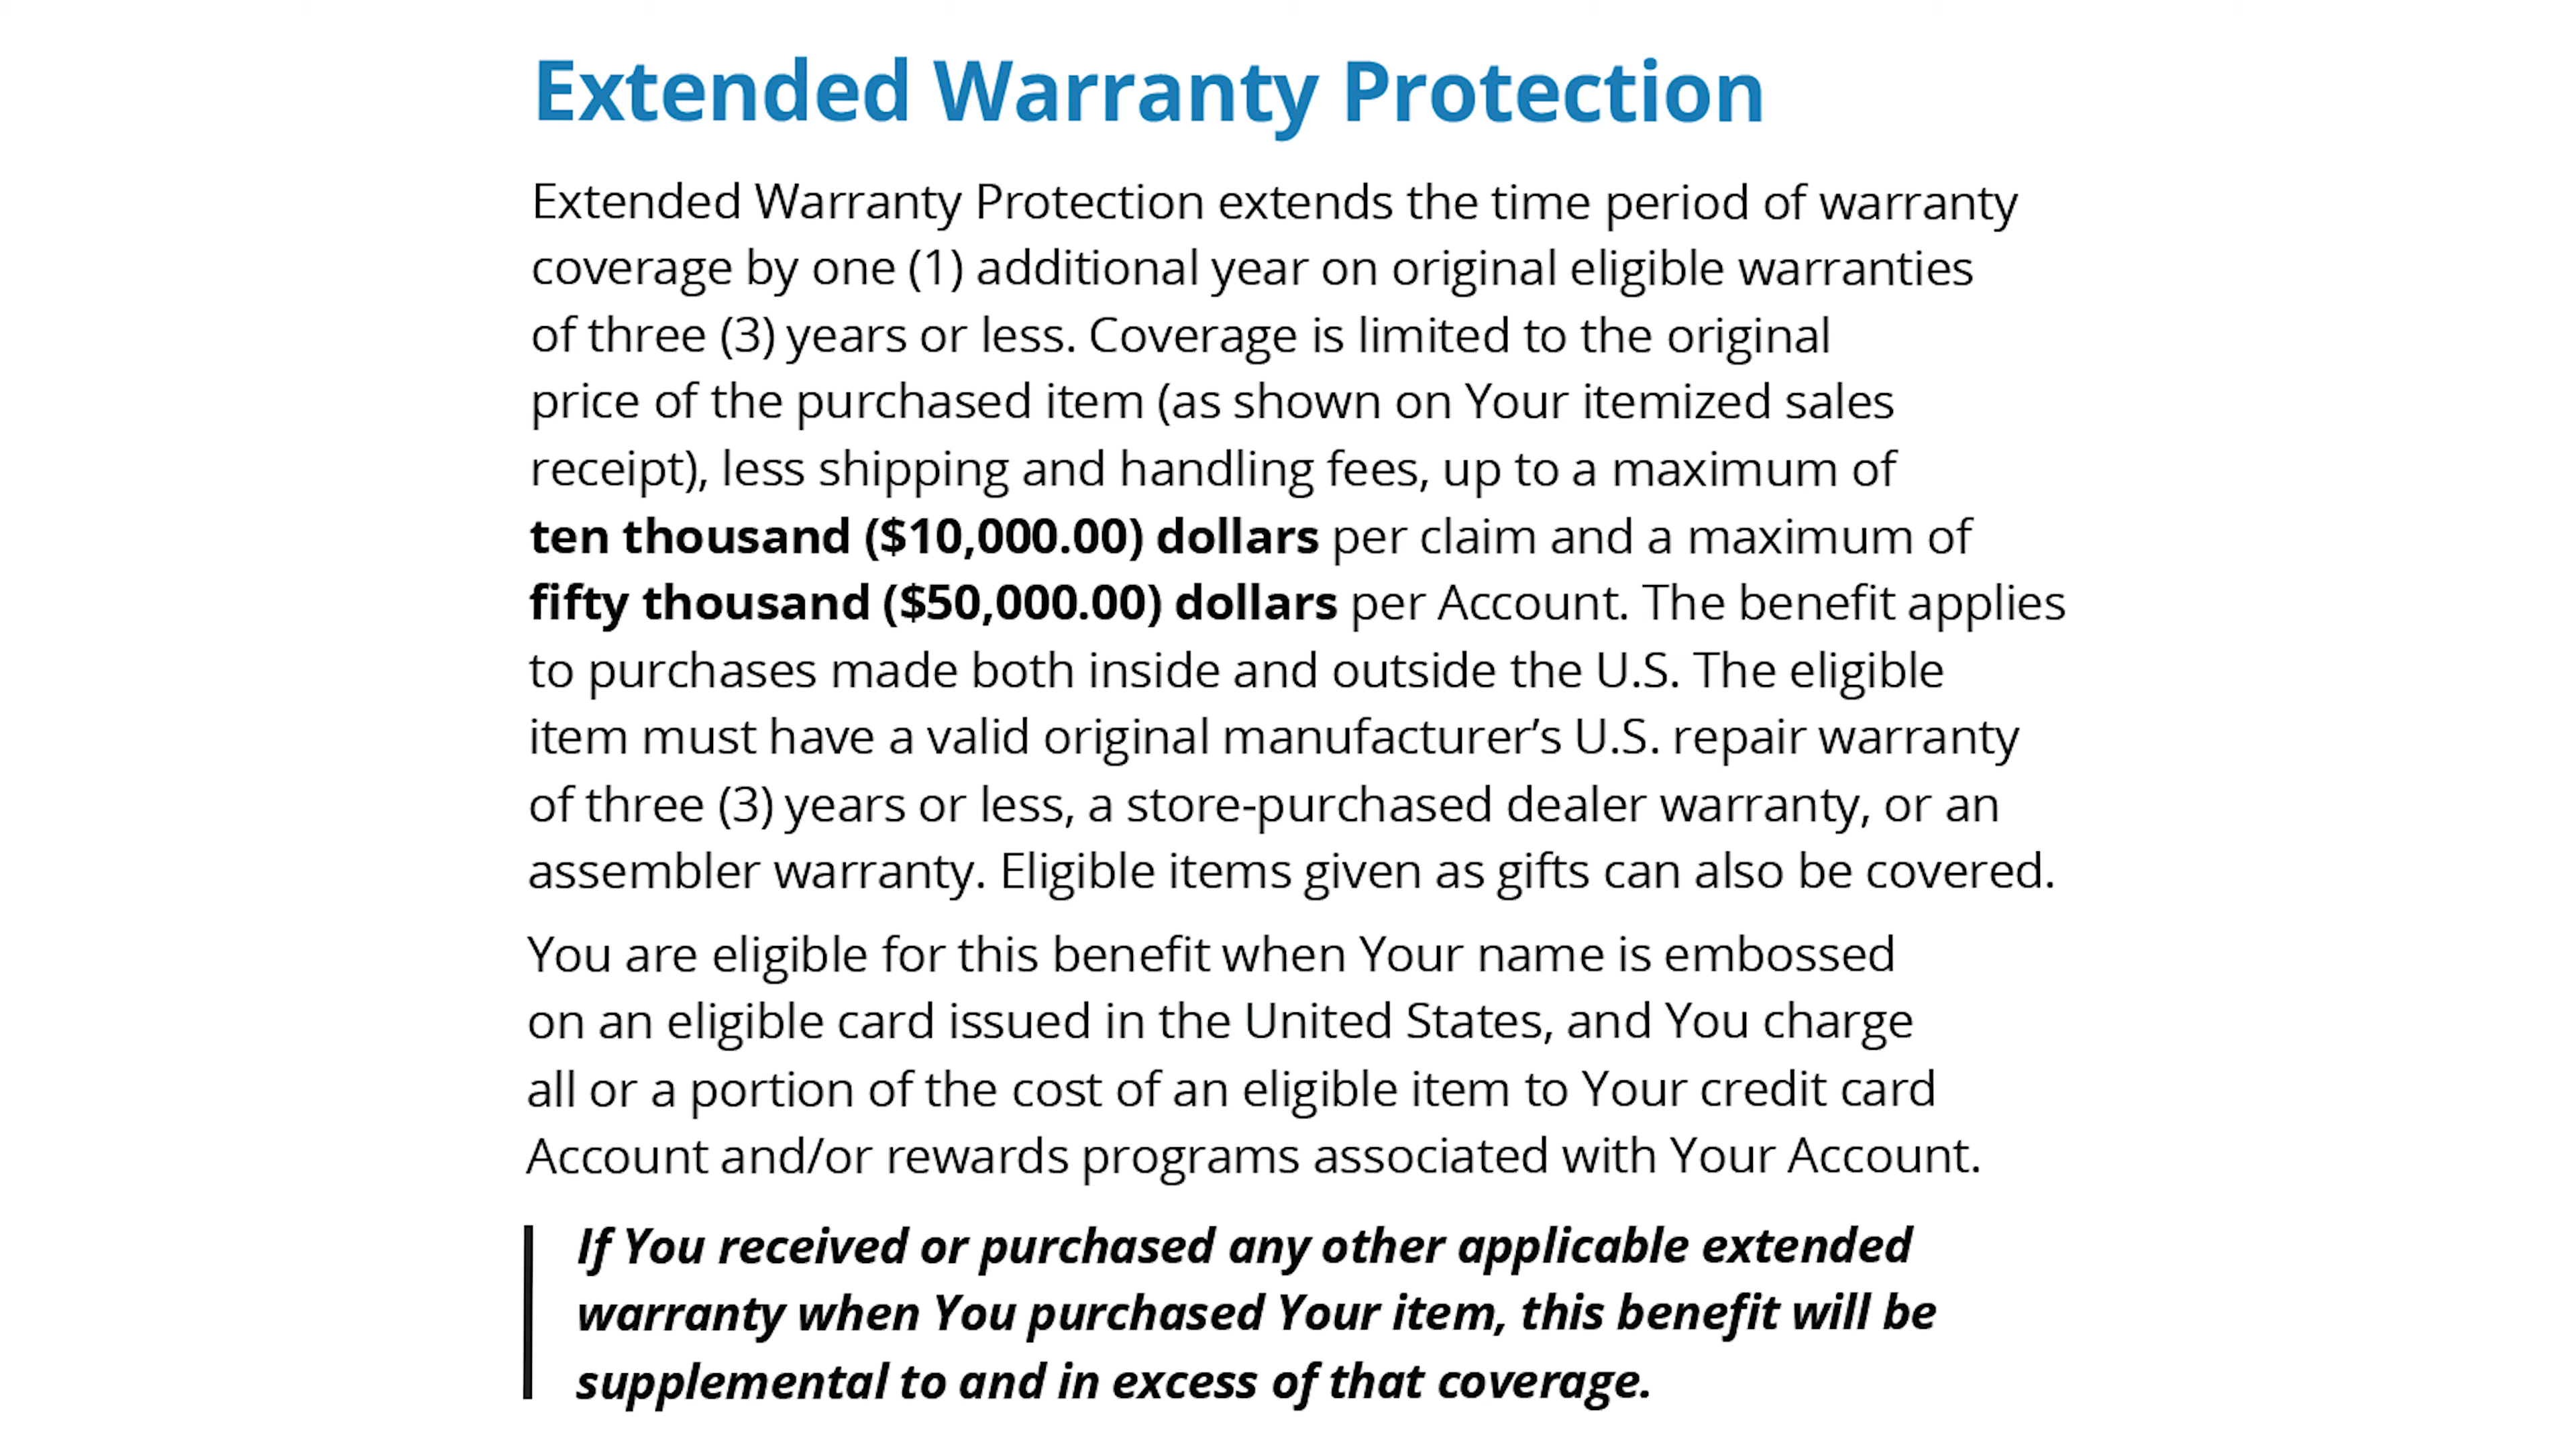 Extended Warranty Protection
Extended Warranty Protection extends the time period of warranty
coverage by one (1) additional year on original eligible warranties
of three (3) years or less. Coverage is limited to the original
price of the purchased item (as shown on Your itemized sales
receipt), less shipping and handling fees, up to a maximum of
ten thousand ($10,000.00) dollars per claim and a maximum of
fifty thousand ($50,000.00) dollars per Account. The benefit applies
to purchases made both inside and outside the U.S. The eligible
item must have a valid original manufacturer’s U.S. repair warranty
of three (3) years or less, a store-purchased dealer warranty, or an
assembler warranty. Eligible items given as gifts can also be covered.
You are eligible for this benefit when Your name is embossed
on an eligible card issued in the United States, and You charge
all or a portion of the cost of an eligible item to Your credit card
Account and/or rewards programs associated with Your Account.
If You received or purchased any other applicable extended
warranty when You purchased Your item, this benefit will be
supplemental to and in excess of that coverage.